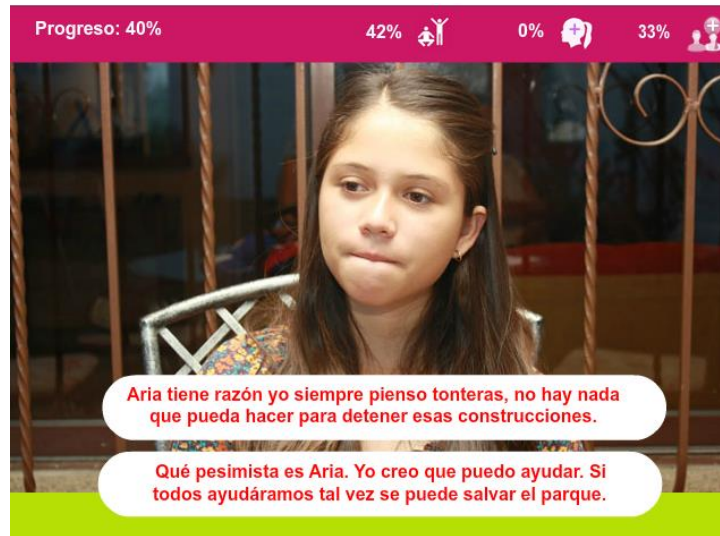 Progreso: 40%
42%
0%
33%
Aria tiene razón yo siempre pienso tonteras, no hay nada
que pueda hacer para detener esas construcciones.
Qué pesimista es Aria. Yo creo que puedo ayudar. Si
todos ayudáramos tal vez se puede salvar el parque.